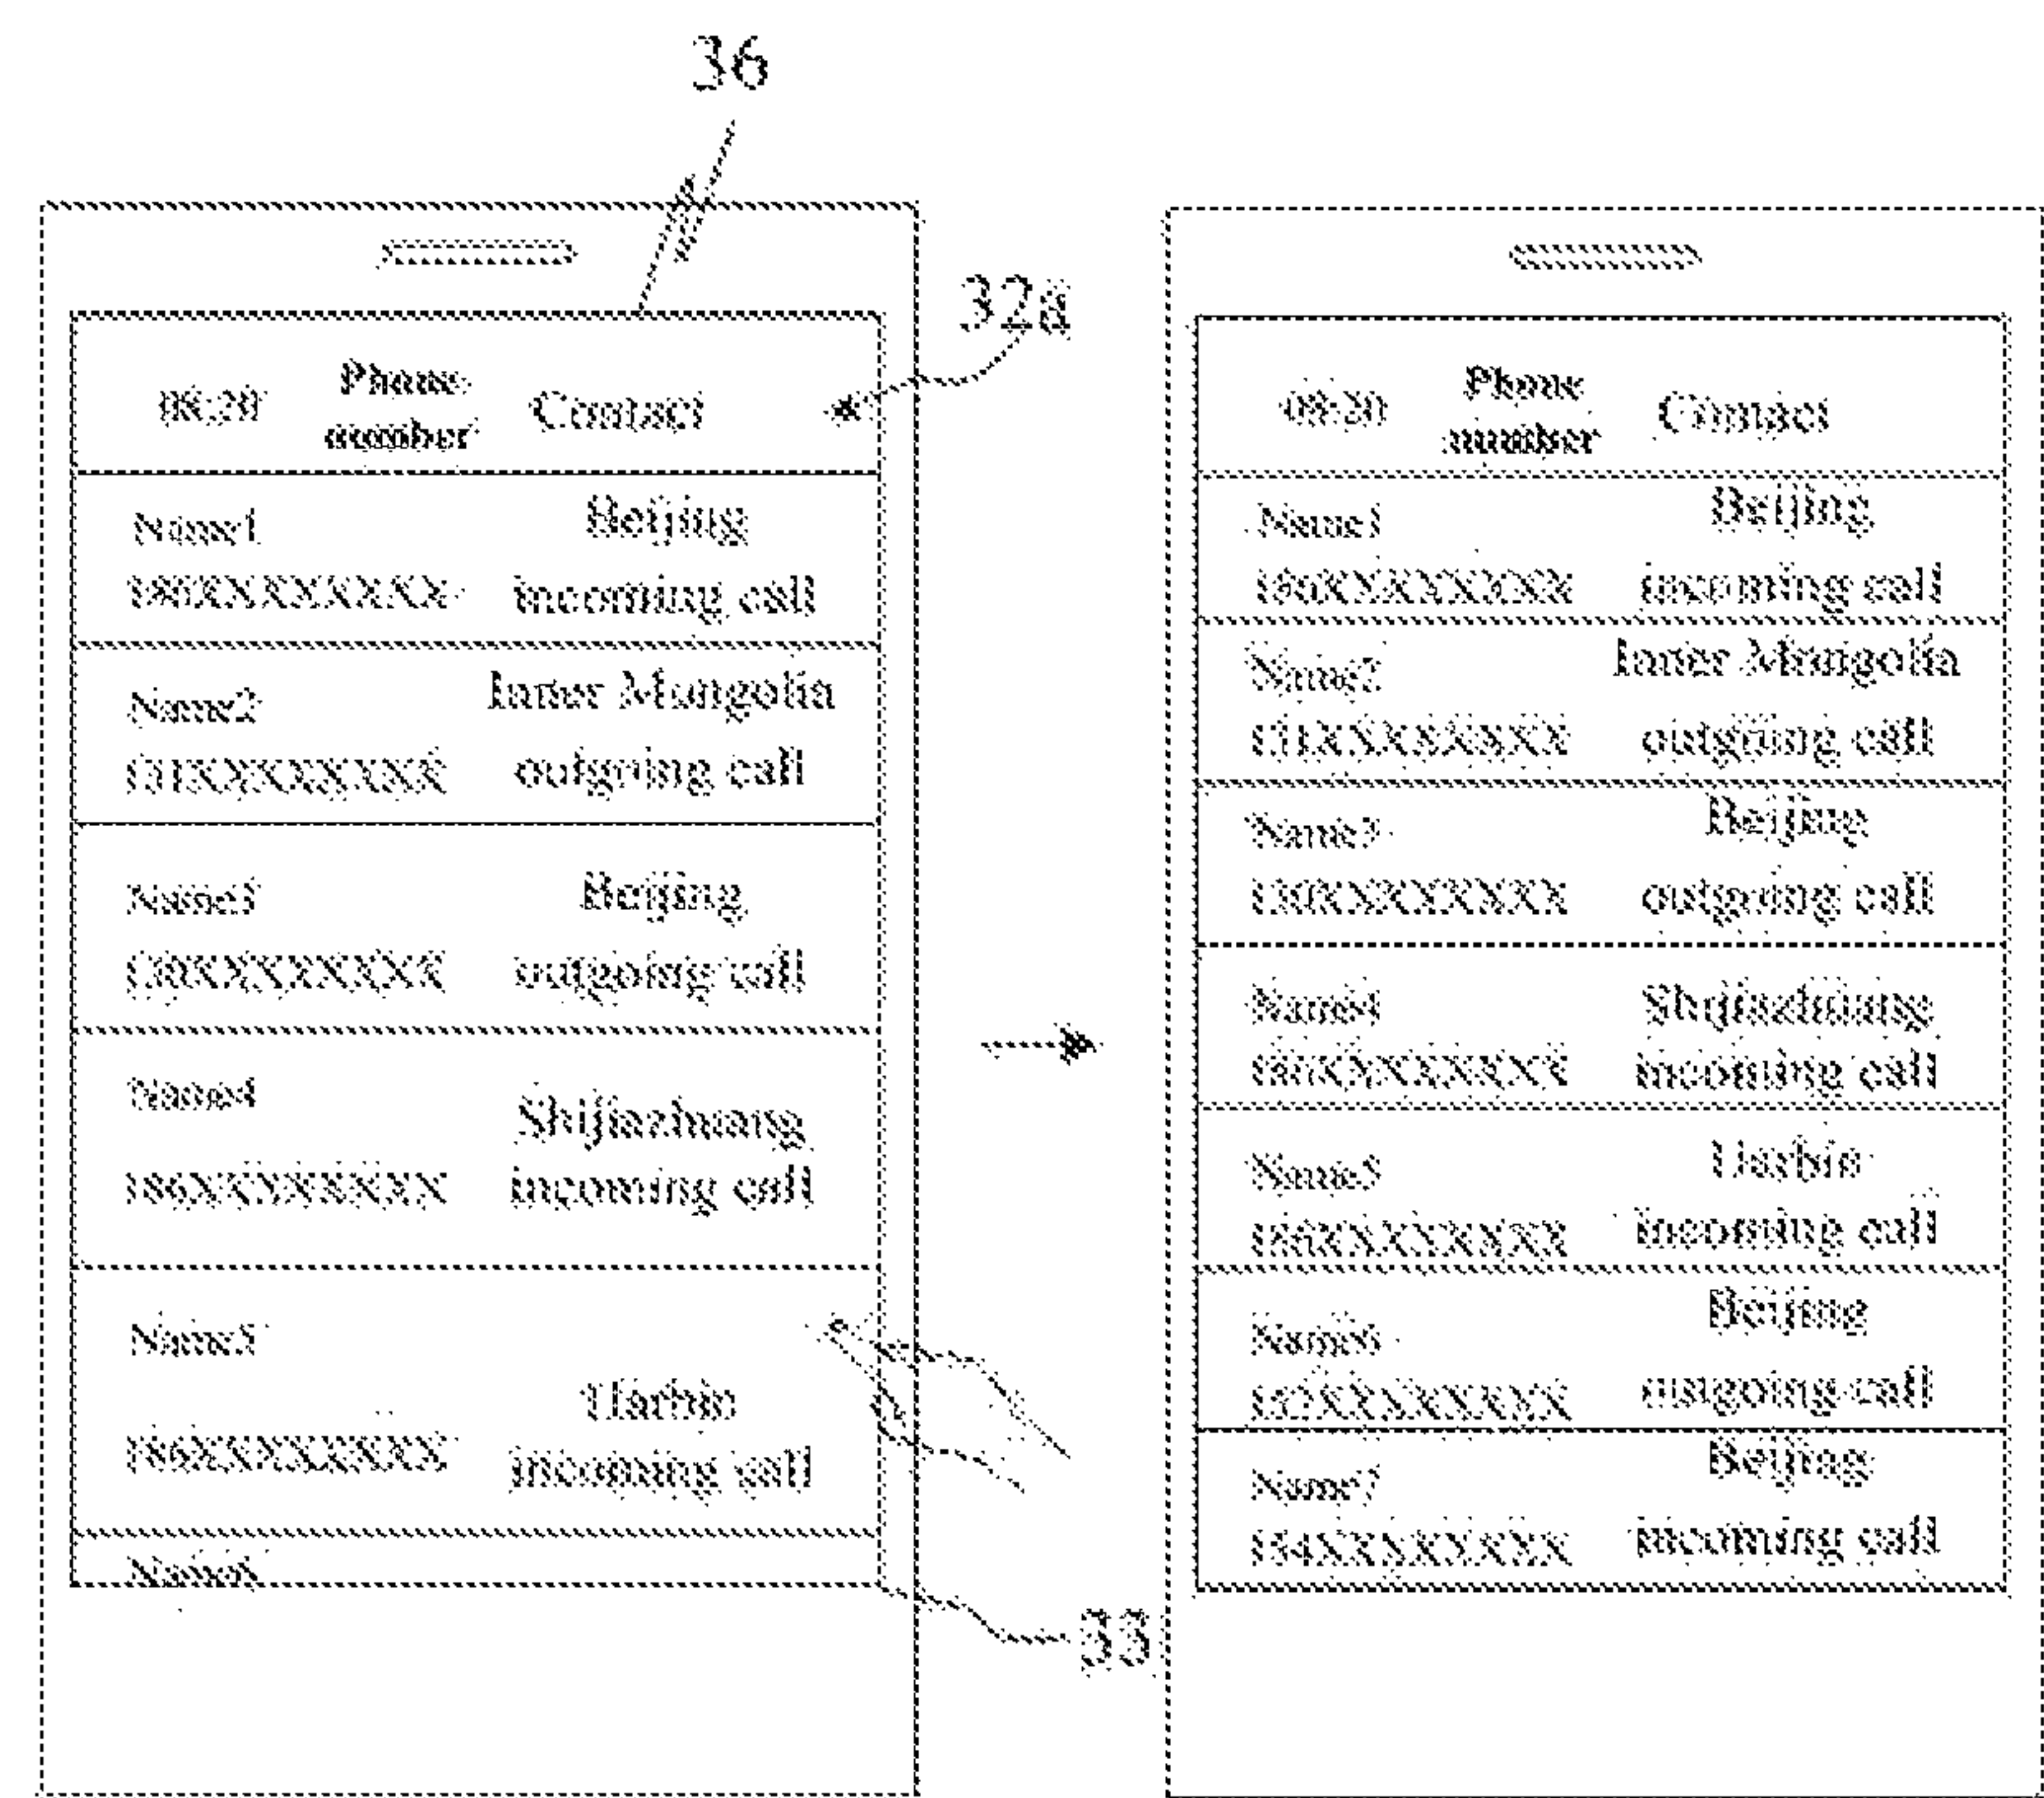 36
32a
Phone number
Contact
Name1
Beijing
incoming call
Name2
Inner Mongolia
outgoing call
Name3
Beijing
outgoing call
Name4
Shijiazhuang
186XXXXXXXX
incoming call
Name5
Harbin
186XXXXXXXX
incoming call
Name6
33
08:20
Phone number
Contact
Name1
Beijing
incoming call
Name2
Inner Mongolia
outgoing call
Name3
Beijing
outgoing call
Name4
Shijiazhuang
incoming call
Name5
Harbin
incoming call
Name6
Beijing
outgoing call
Name7
Beijing
incoming call